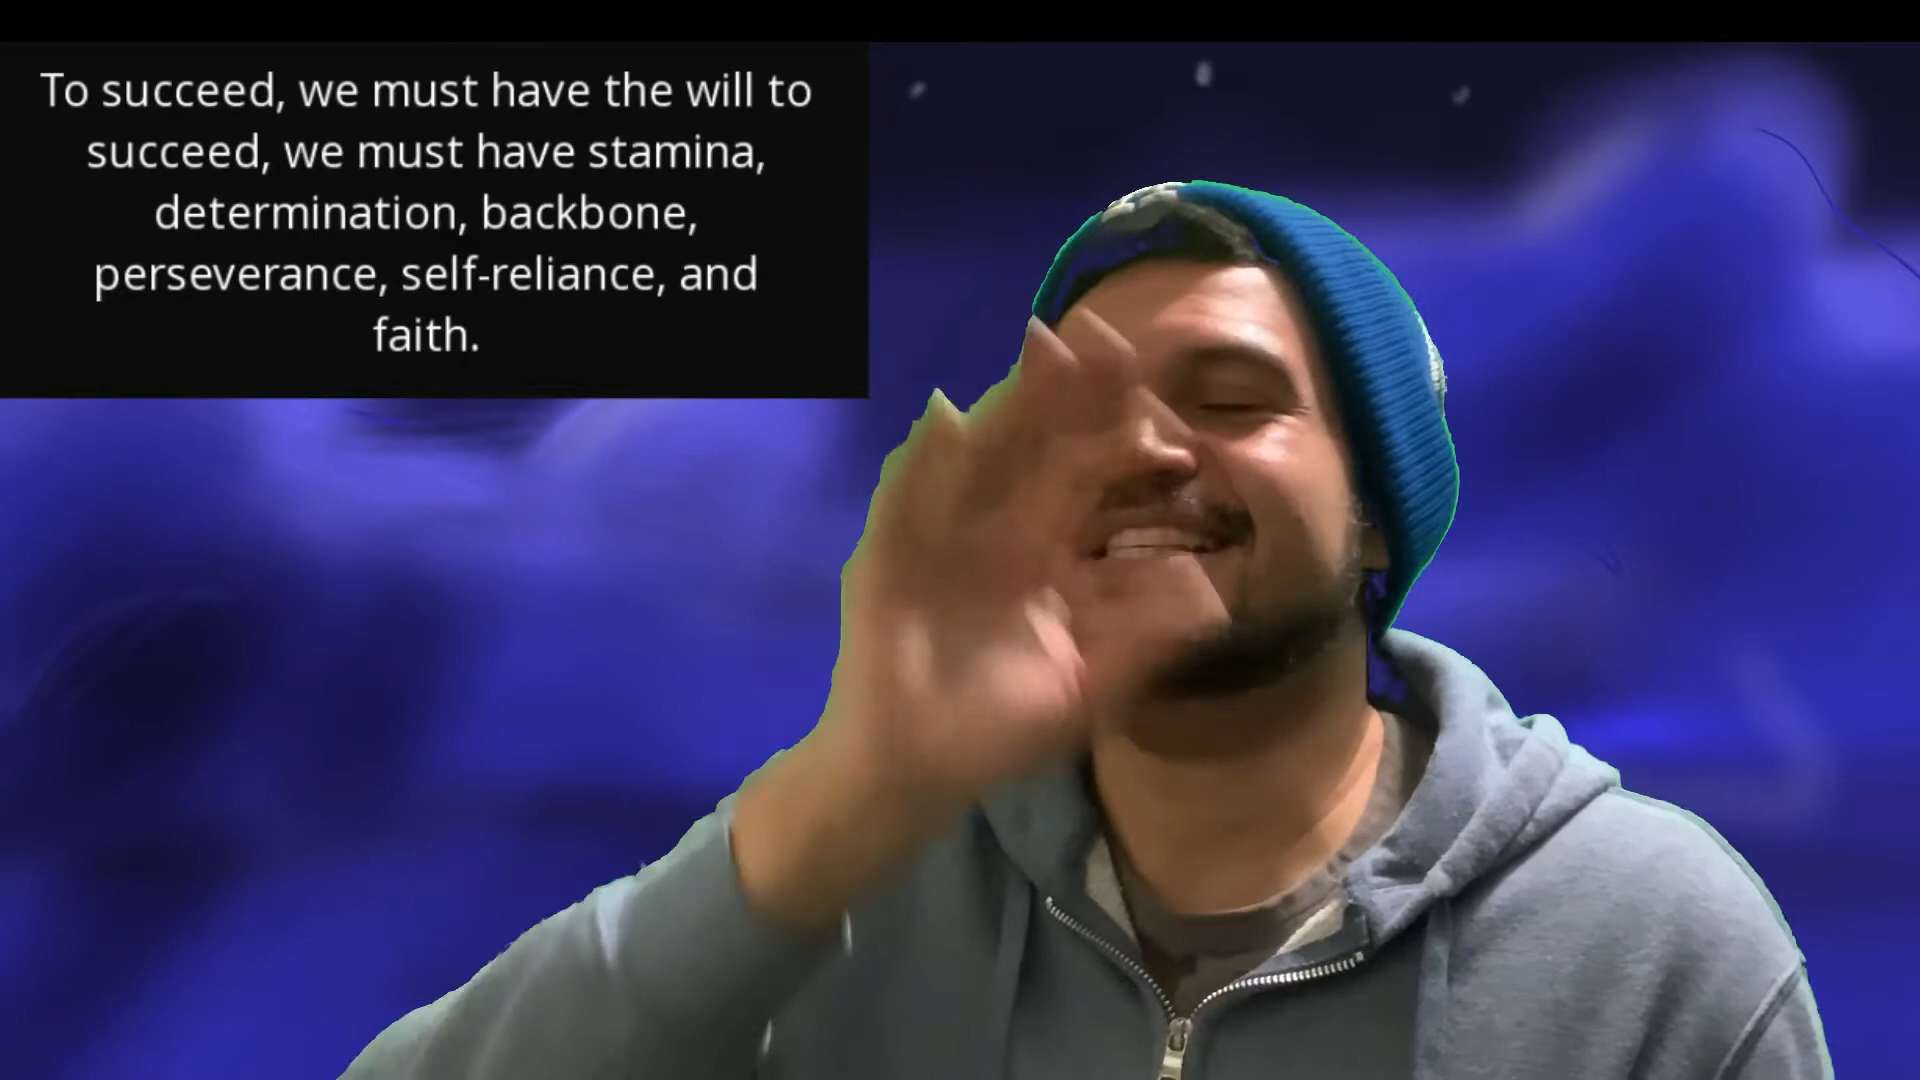 To succeed, we must have the will to
succeed, we must have stamina,
determination, backbone,
perseverance, self-reliance, and
faith.